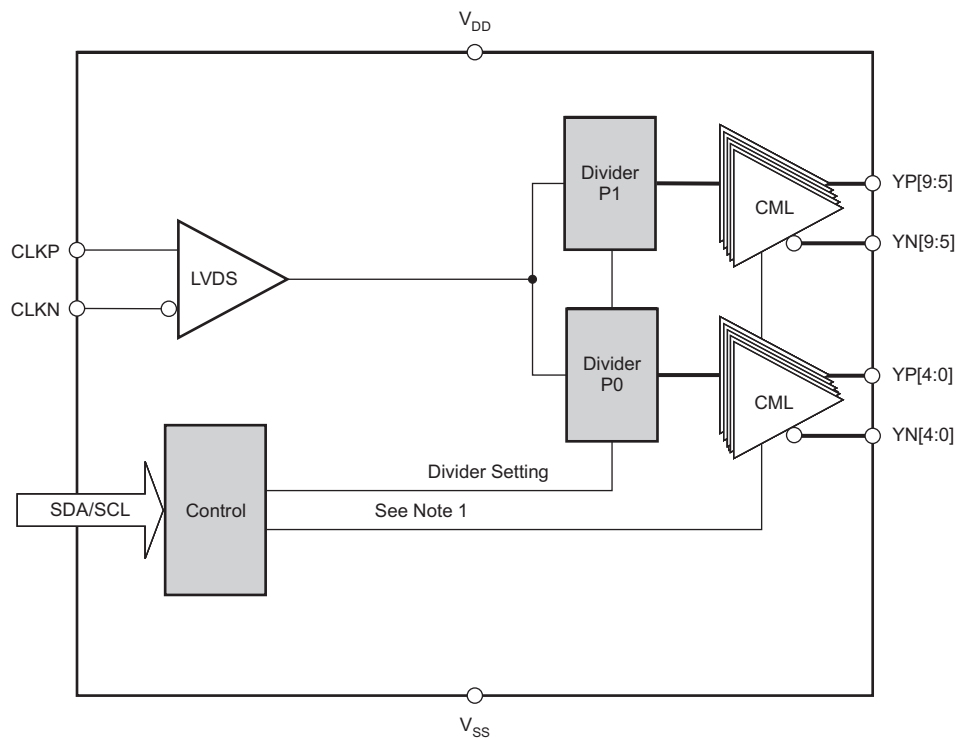 VDD
Divider
P1
CML
YP[9:5]
YN[9:5]
CLKP
LVDS
CLKN
Divider
P0
CML
YP[4:0]
YN[4:0]
Divider Setting
SDA/SCL
Control
See Note 1
VSS